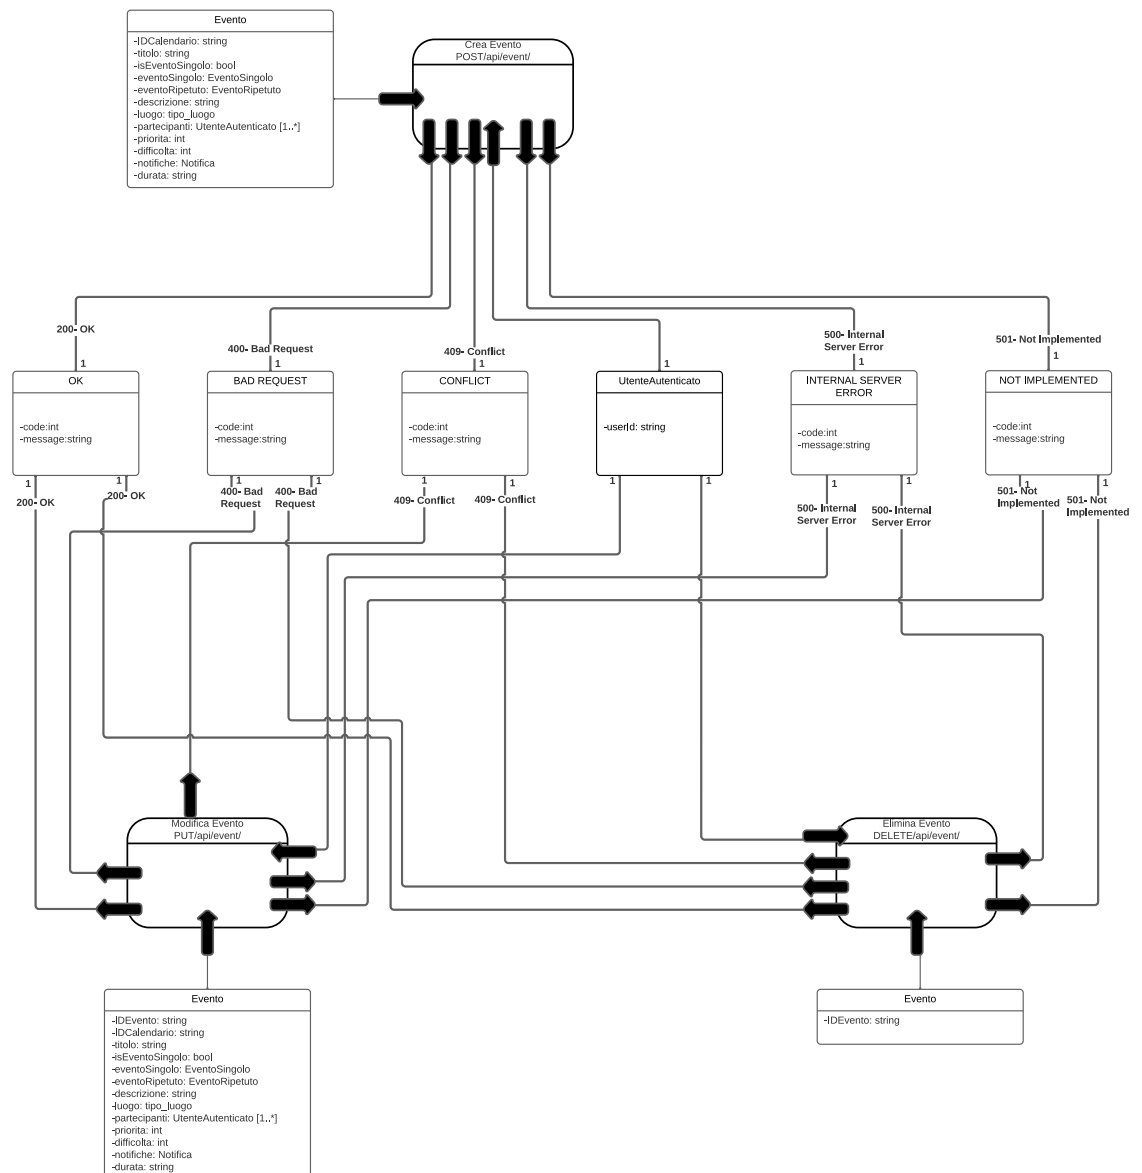 Evento
-IDCalendario: string
-titolo: string
-isEventoSingolo: bool
-eventoSingolo: EventoSingolo
-eventoRipetuto: EventoRipetuto
-descrizione: string
-luogo: tipo_luogo
-partecipanti: UtenteAutenticato [1..*]
-priorita: int
-difficolta: int
-notifiche: Notifica
-durata: string
Crea Evento
POST/api/event/
200- OK
1
400- Bad Request
1
409- Conflict
1
1
500- Internal
Server Error
1
501- Not Implemented
1
OK
-code:int
-message:string
BAD REQUEST
-code:int
-message:string
CONFLICT
-code:int
-message:string
UtenteAutenticato
-userId: string
INTERNAL SERVER
ERROR
-code:int
-message:string
NOT IMPLEMENTED
-code:int
-message:string
1
200- OK
1
200- OK
1
400- Bad
Request
1
400- Bad
Request
1
409- Conflict
1
409- Conflict
1
1
1
500- Internal
Server Error
1
500- Internal
Server Error
1
501- Not
Implemented
1
501- Not
Implemented
Modifica Evento
PUT/api/event/
Elimina Evento
DELETE/api/event/
Evento
-IDEvento: string
-IDCalendario: string
-titolo: string
-isEventoSingolo: bool
-eventoSingolo: EventoSingolo
-eventoRipetuto: EventoRipetuto
-descrizione: string
-luogo: tipo_luogo
-partecipanti: UtenteAutenticato [1..*]
-priorita: int
-difficolta: int
-notifiche: Notifica
-durata: string
Evento
-IDEvento: string